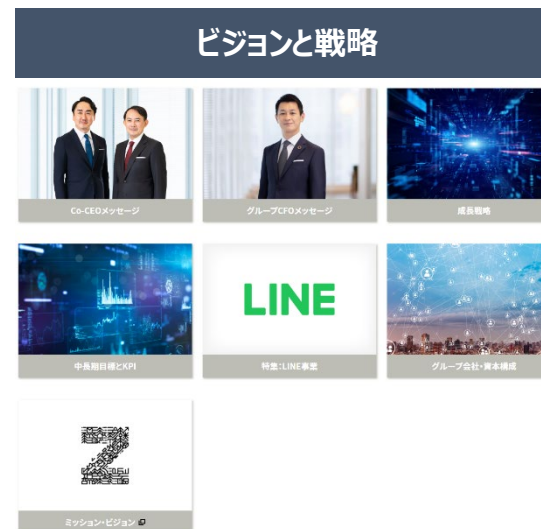 ビジョンと戦略
Co-CEOメッセージ
グループCFOメッセージ
成長戦略
中長期目標とKPI
LINE
特集:LINE事業
グループ会社・資本構成
Z
ミッション・ビジョン